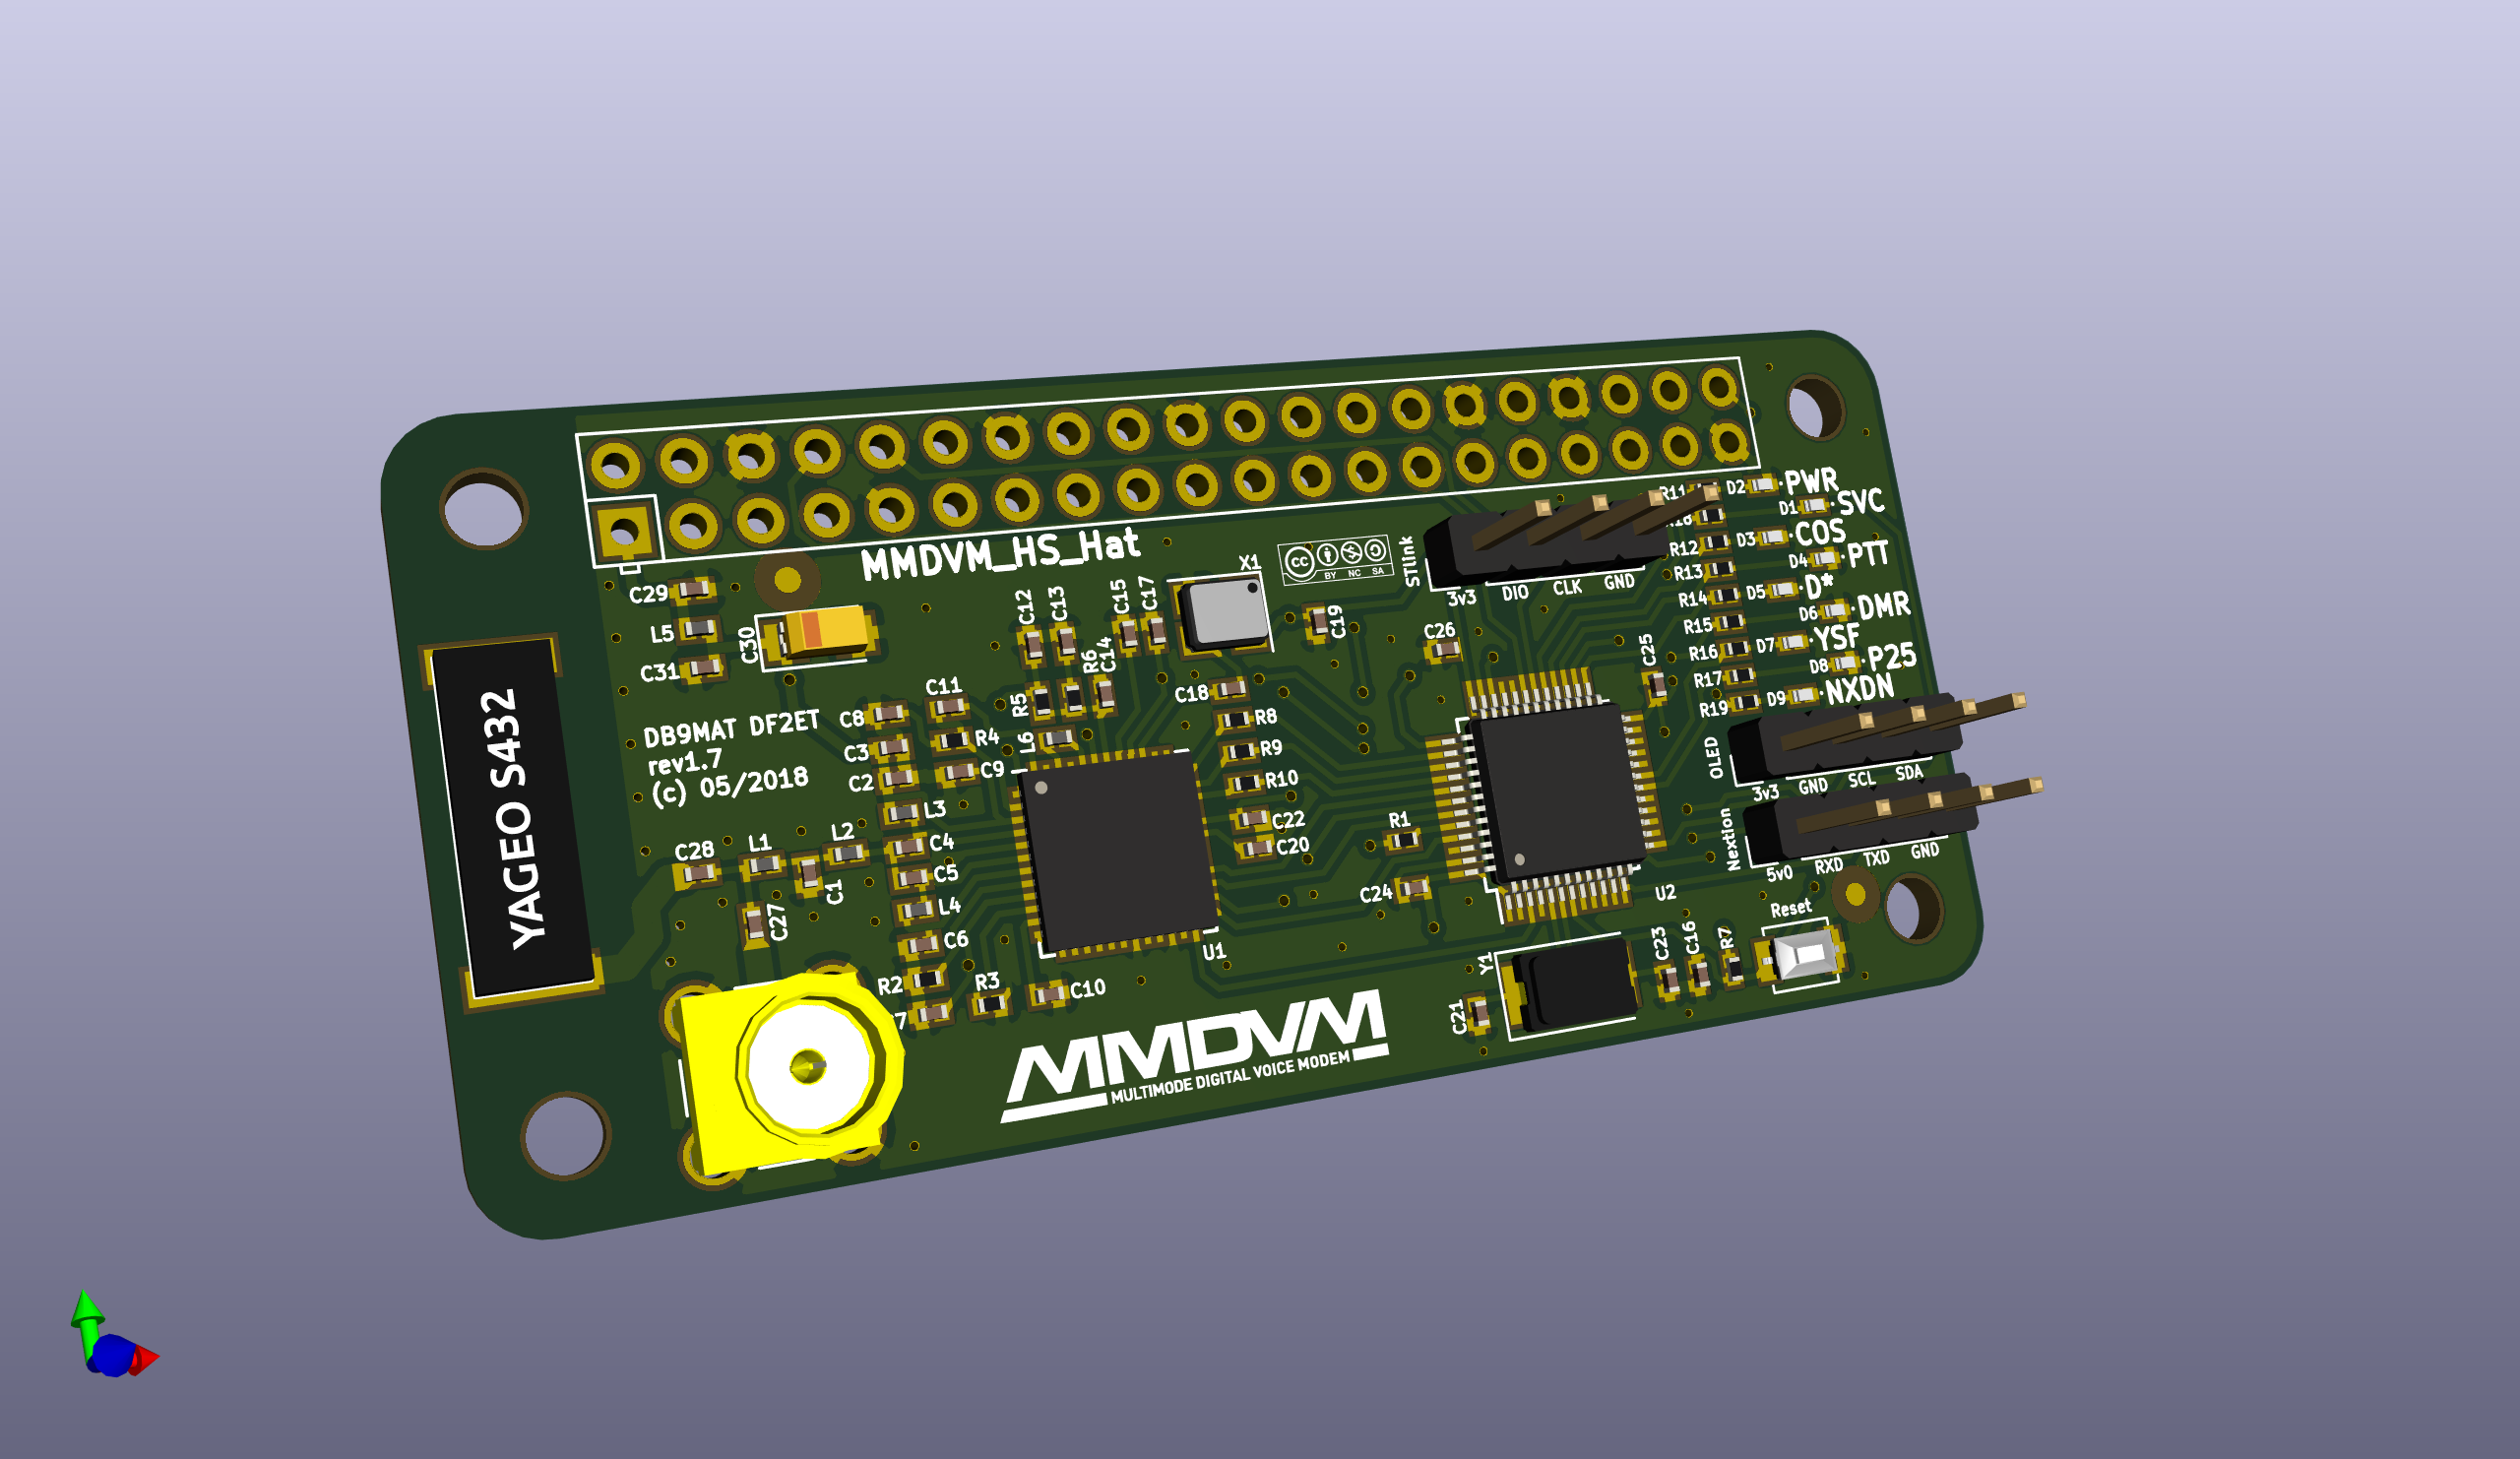 MMDVM_HS_Hat
BY NC SA
STlink
3v3 DIO CLK GND
R11
D2
PWR
D1
SVC
R18
R12
D3
COS
D4
PTT
R13
R14
D5
D*
D6
DMR
R15
R16
D7
YSF
D8
P25
R17
R19
D9
NXDN
OLED
3v3 GND SCL SDA
Nextion
5v0 RXD TXD GND
Reset
C29
L5
C31
C30
YAGEO S432
DB9MAT DF2ET
rev1.7
(c) 05/2018
C12
C13
C15
C17
X1
C19
C26
C25
R6
C14
R5
L6
C18
R8
R9
R10
C22
C20
R1
C24
C8
C11
C3
R4
C2
C9
L3
C4
C5
L4
C6
R2
R3
C10
C28
L1
L2
C1
C27
U1
U2
Y1
C21
C23
C16
R7
MMDVM
MULTIMODE DIGITAL VOICE MODEM